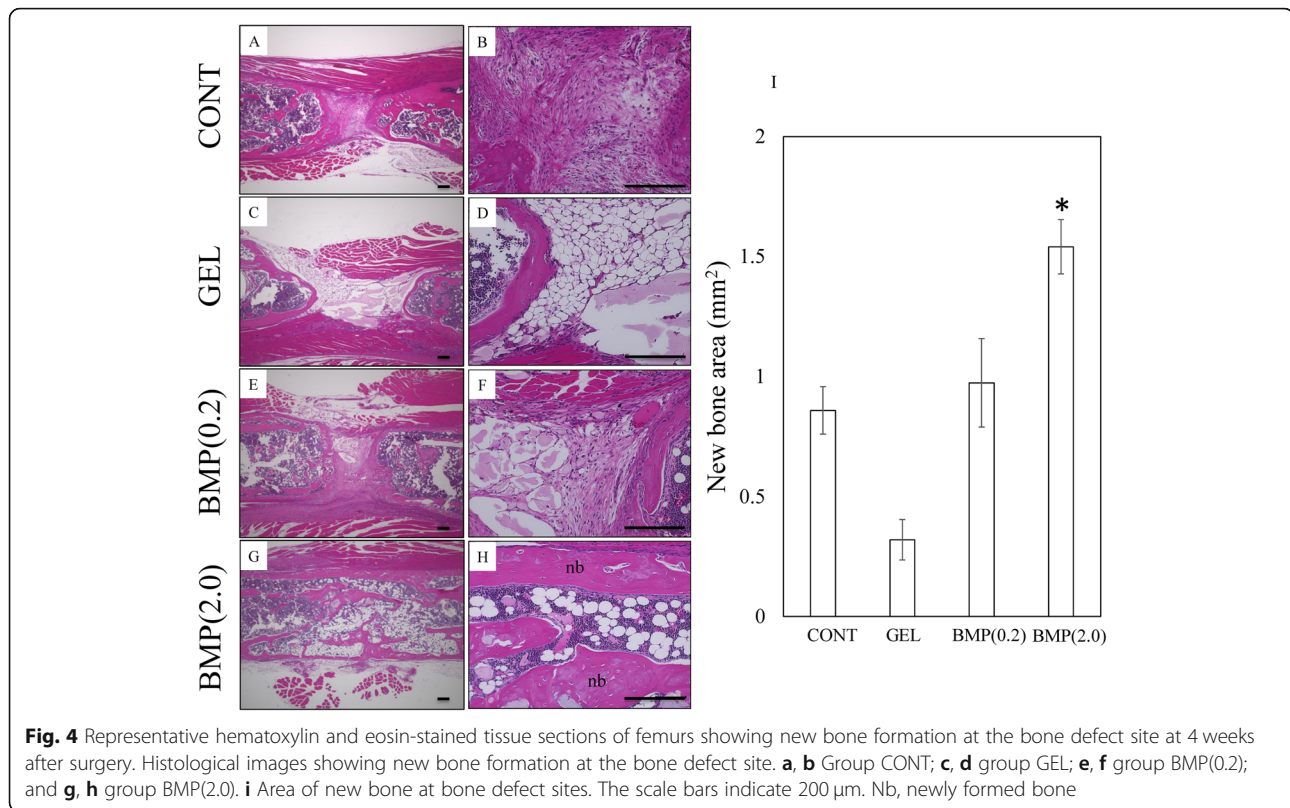 CONT
A
B
GEL
C
D
BMP(0.2)
E
F
BMP(2.0)
G
H
nb
nb
I
New bone area (mm²)
2
1.5
1
0.5
0
*
CONT GEL BMP(0.2) BMP(2.0)
Fig. 4 Representative hematoxylin and eosin-stained tissue sections of femurs showing new bone formation at the bone defect site at 4 weeks
after surgery. Histological images showing new bone formation at the bone defect site. a, b Group CONT; c, d group GEL; e, f group BMP(0.2);
and g, h group BMP(2.0). i Area of new bone at bone defect sites. The scale bars indicate 200 μm. Nb, newly formed bone